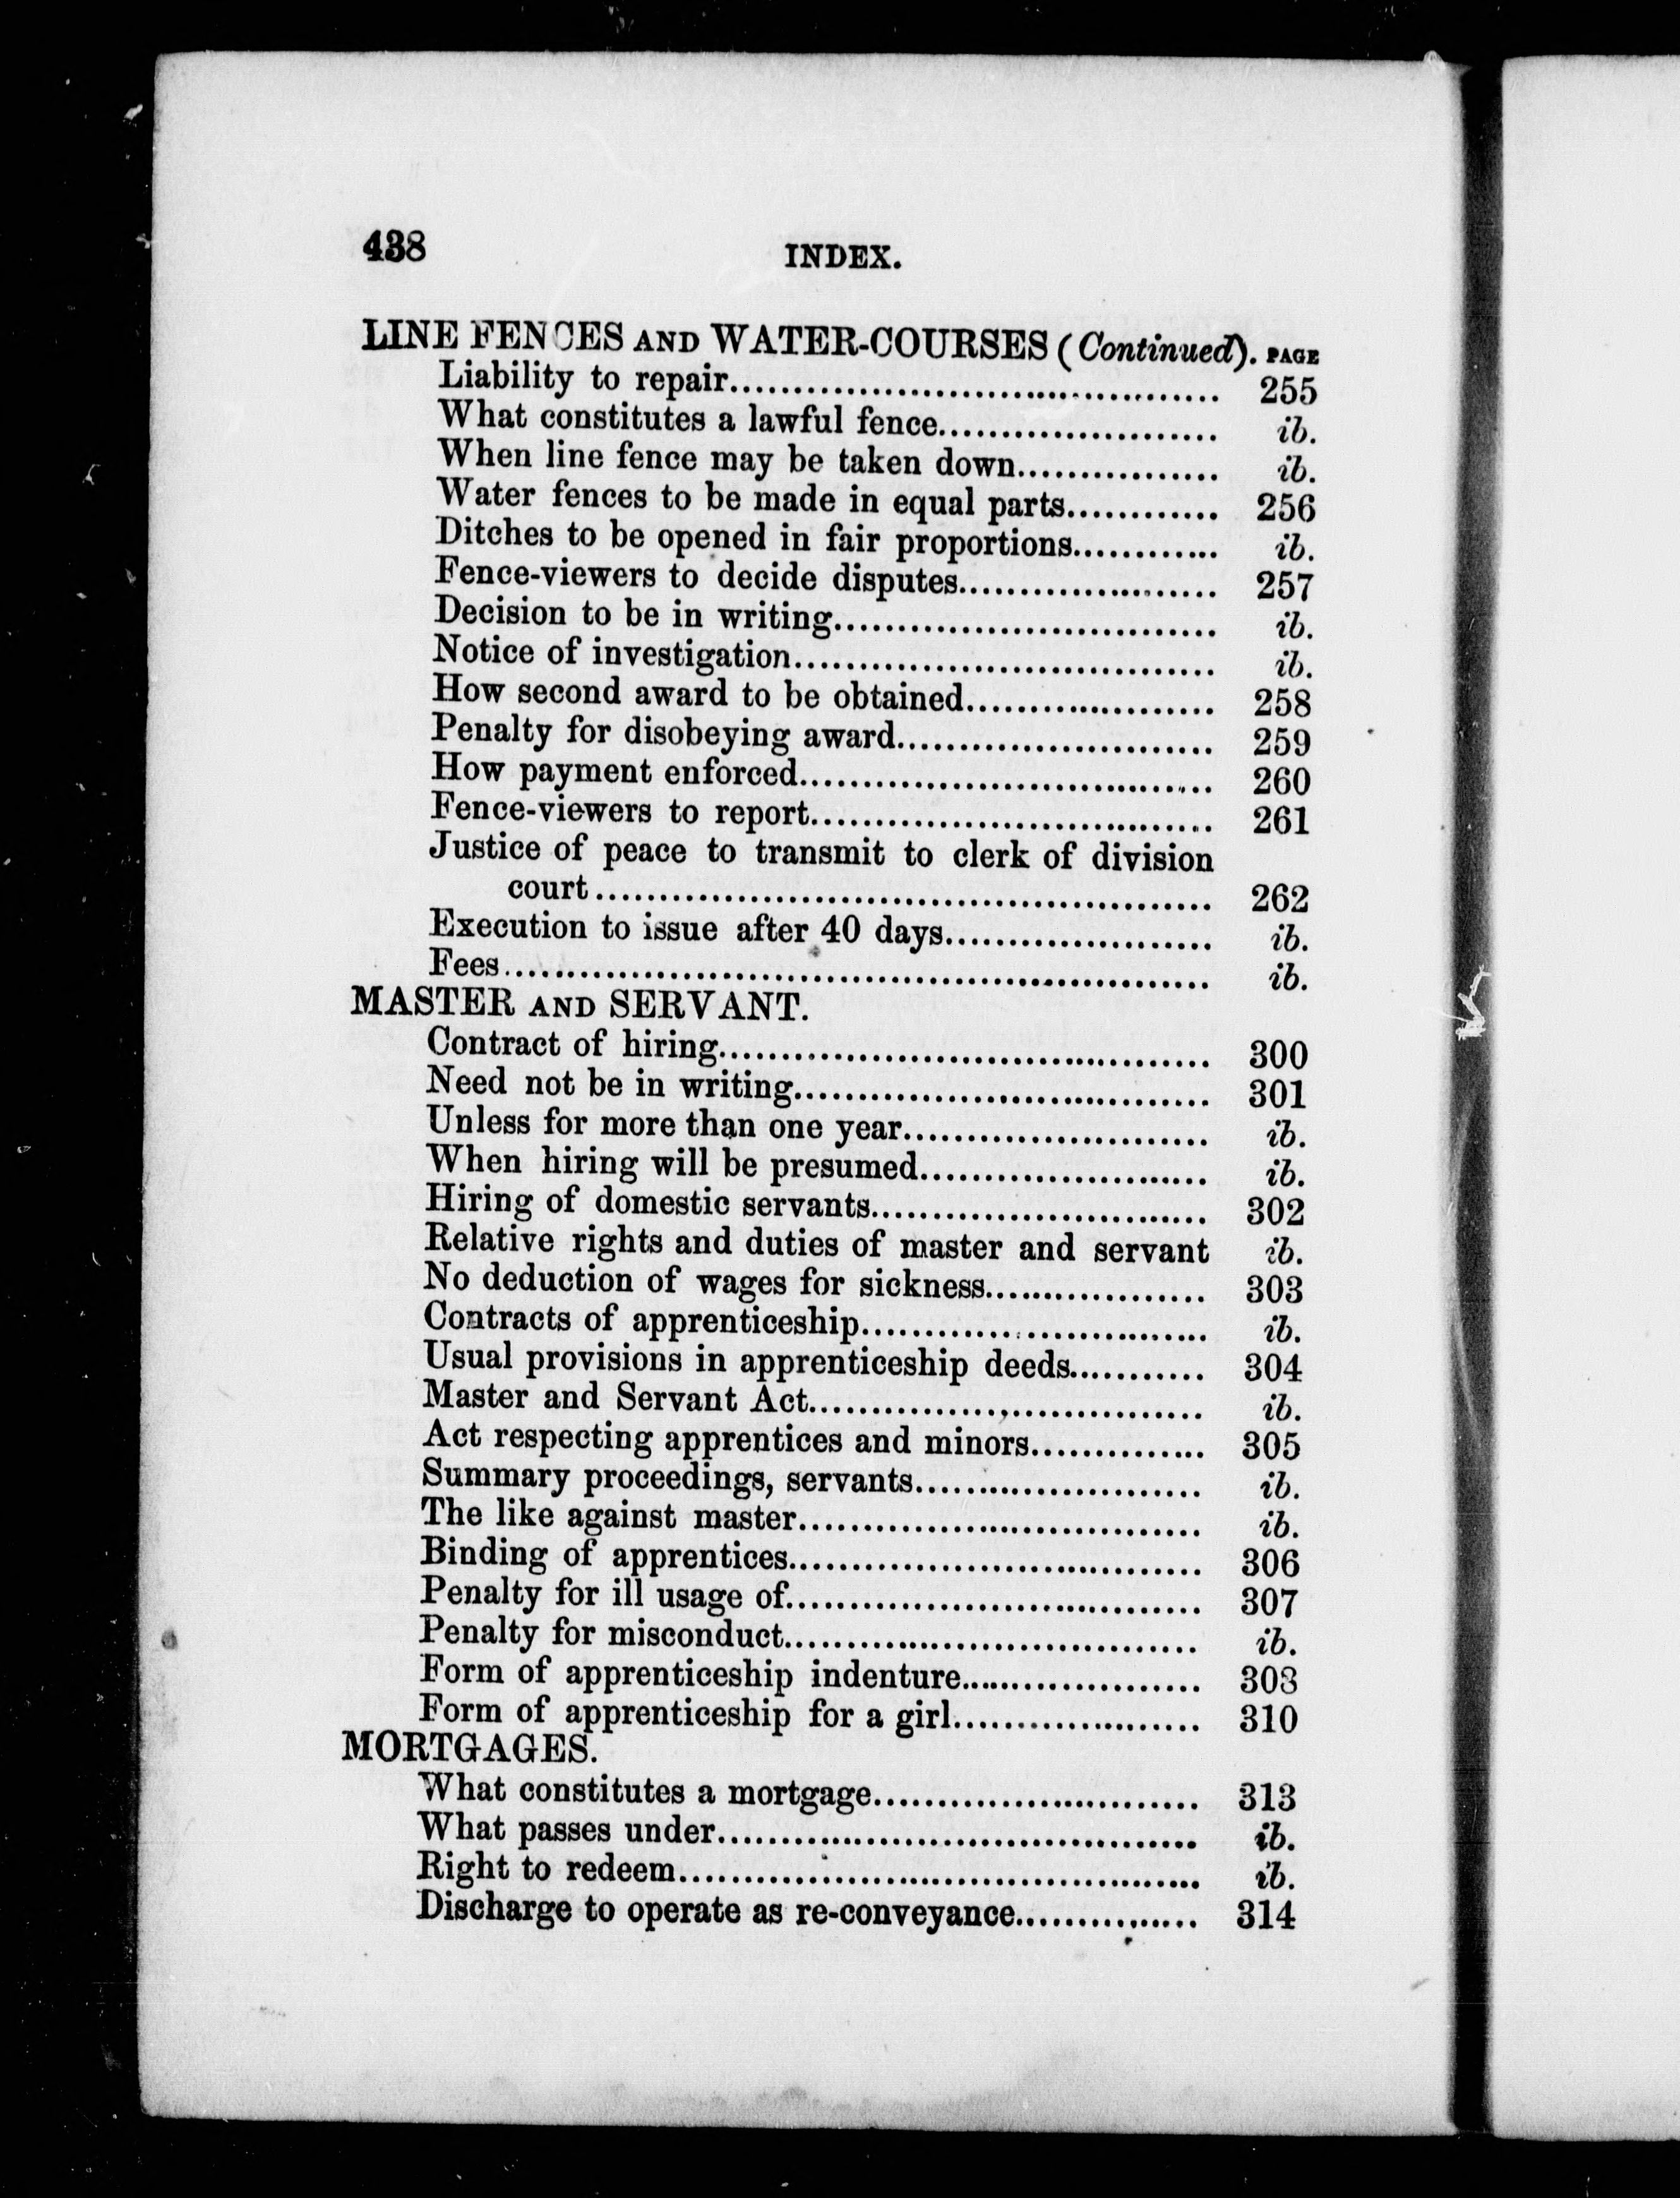 438 INDEX.
LINE FENCES AND WATER-COURSES (Continued). PAGE
Liability to repair........................................ 255
What constitutes a lawful fence...................... ib.
When line fence may be taken down................ ib.
Water fences to be made in equal parts............ 256
Ditches to be opened in fair proportions............ ib.
Fence-viewers to decide disputes..................... 257
Decision to be in writing............................... ib.
Notice of investigation.................................. ib.
How second award to be obtained.................... 258
Penalty for disobeying award......................... 259
How payment enforced................................. 260
Fence-viewers to report................................ 261
Justice of peace to transmit to clerk of division
court.................................................. 262
Execution to issue after 40 days..................... ib.
Fees......................................................... ib.
MASTER AND SERVANT.
Contract of hiring....................................... 300
Need not be in writing................................. 301
Unless for more than one year........................ ib.
When hiring will be presumed....................... ib.
Hiring of domestic servants........................... 302
Relative rights and duties of master and servant ib.
No deduction of wages for sickness.................. 303
Contracts of apprenticeship............................ ib.
Usual provisions in apprenticeship deeds........... 304
Master and Servant Act................................ ib.
Act respecting apprentices and minors.............. 305
Summary proceedings, servants....................... ib.
The like against master................................ ib.
Binding of apprentices................................. 306
Penalty for ill usage of................................. 307
Penalty for misconduct................................. ib.
Form of apprenticeship indenture................... 308
Form of apprenticeship for a girl.................... 310
MORTGAGES.
What constitutes a mortgage.......................... 313
What passes under...................................... ib.
Right to redeem......................................... ib.
Discharge to operate as re-conveyance............... 314